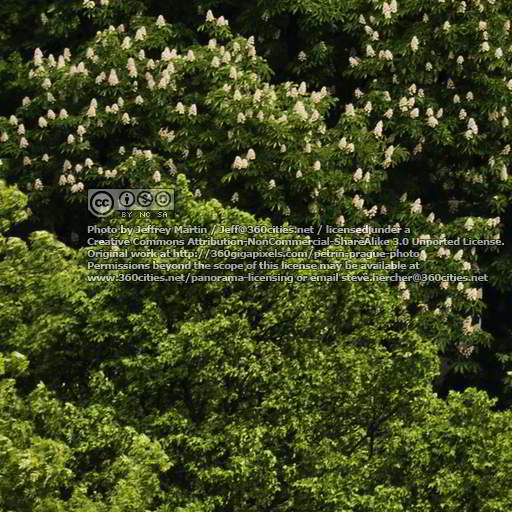 cc
BY NC SA
Photo by Jeffrey Martin / Jeff@360cities.net / licensed under a
Creative Commons Attribution-NonCommercial-ShareAlike 3.0 Unported License.
Original work at http://360gigapixels.com/petrin-prague-photo
Permissions beyond the scope of this license may be available at
www.360cities.net/panorama-licensing or email steve.hercher@360cities.net